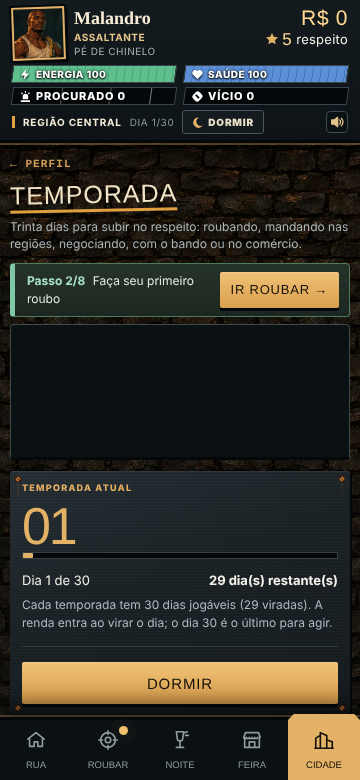 Malandro
ASSALTANTE
PÉ DE CHINELO
R$ 0
5 respeito
ENERGIA 100
SAÚDE 100
PROCURADO 0
VÍCIO 0
REGIÃO CENTRAL DIA 1/30
DORMIR
← PERFIL
TEMPORADA
Trinta dias para subir no respeito: roubando, mandando nas
regiões, negociando, com o bando ou no comércio.
Passo 2/8 Faça seu primeiro
roubo
IR ROUBAR →
TEMPORADA ATUAL
01
Dia 1 de 30
29 dia(s) restante(s)
Cada temporada tem 30 dias jogáveis (29 viradas). A
renda entra ao virar o dia; o dia 30 é o último para agir.
DORMIR
RUA
ROUBAR
NOITE
FEIRA
CIDADE